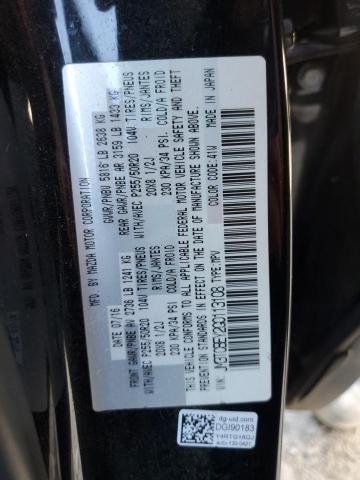 MFD. BY MAZDA MOTOR CORPORATION
DATE: 07/16 GVWR/PNBV 5816 LB 2638 KG
FRONT GAWR/PNBE AV 2736 LB 1241 KG REAR GAWR/PNBE AR 3159 LB 1433 KG
WITH/AVEC P255/50R20 104V TIRES/PNEUS WITH/AVEC P255/50R20 104V TIRES/PNEUS
20X8 1/2J RIMS/JANTES 20X8 1/2J RIMS/JANTES
230 KPA/34 PSI COLD/A FROID 230 KPA/34 PSI COLD/A FROID
THIS VEHICLE CONFORMS TO ALL APPLICABLE FEDERAL MOTOR VEHICLE SAFETY AND THEFT
PREVENTION STANDARDS IN EFFECT ON THE DATE OF MANUFACTURE SHOWN ABOVE.
41W MADE IN JAPAN
VIN: TYPE: MPV
dg-usd.com
DGI90183